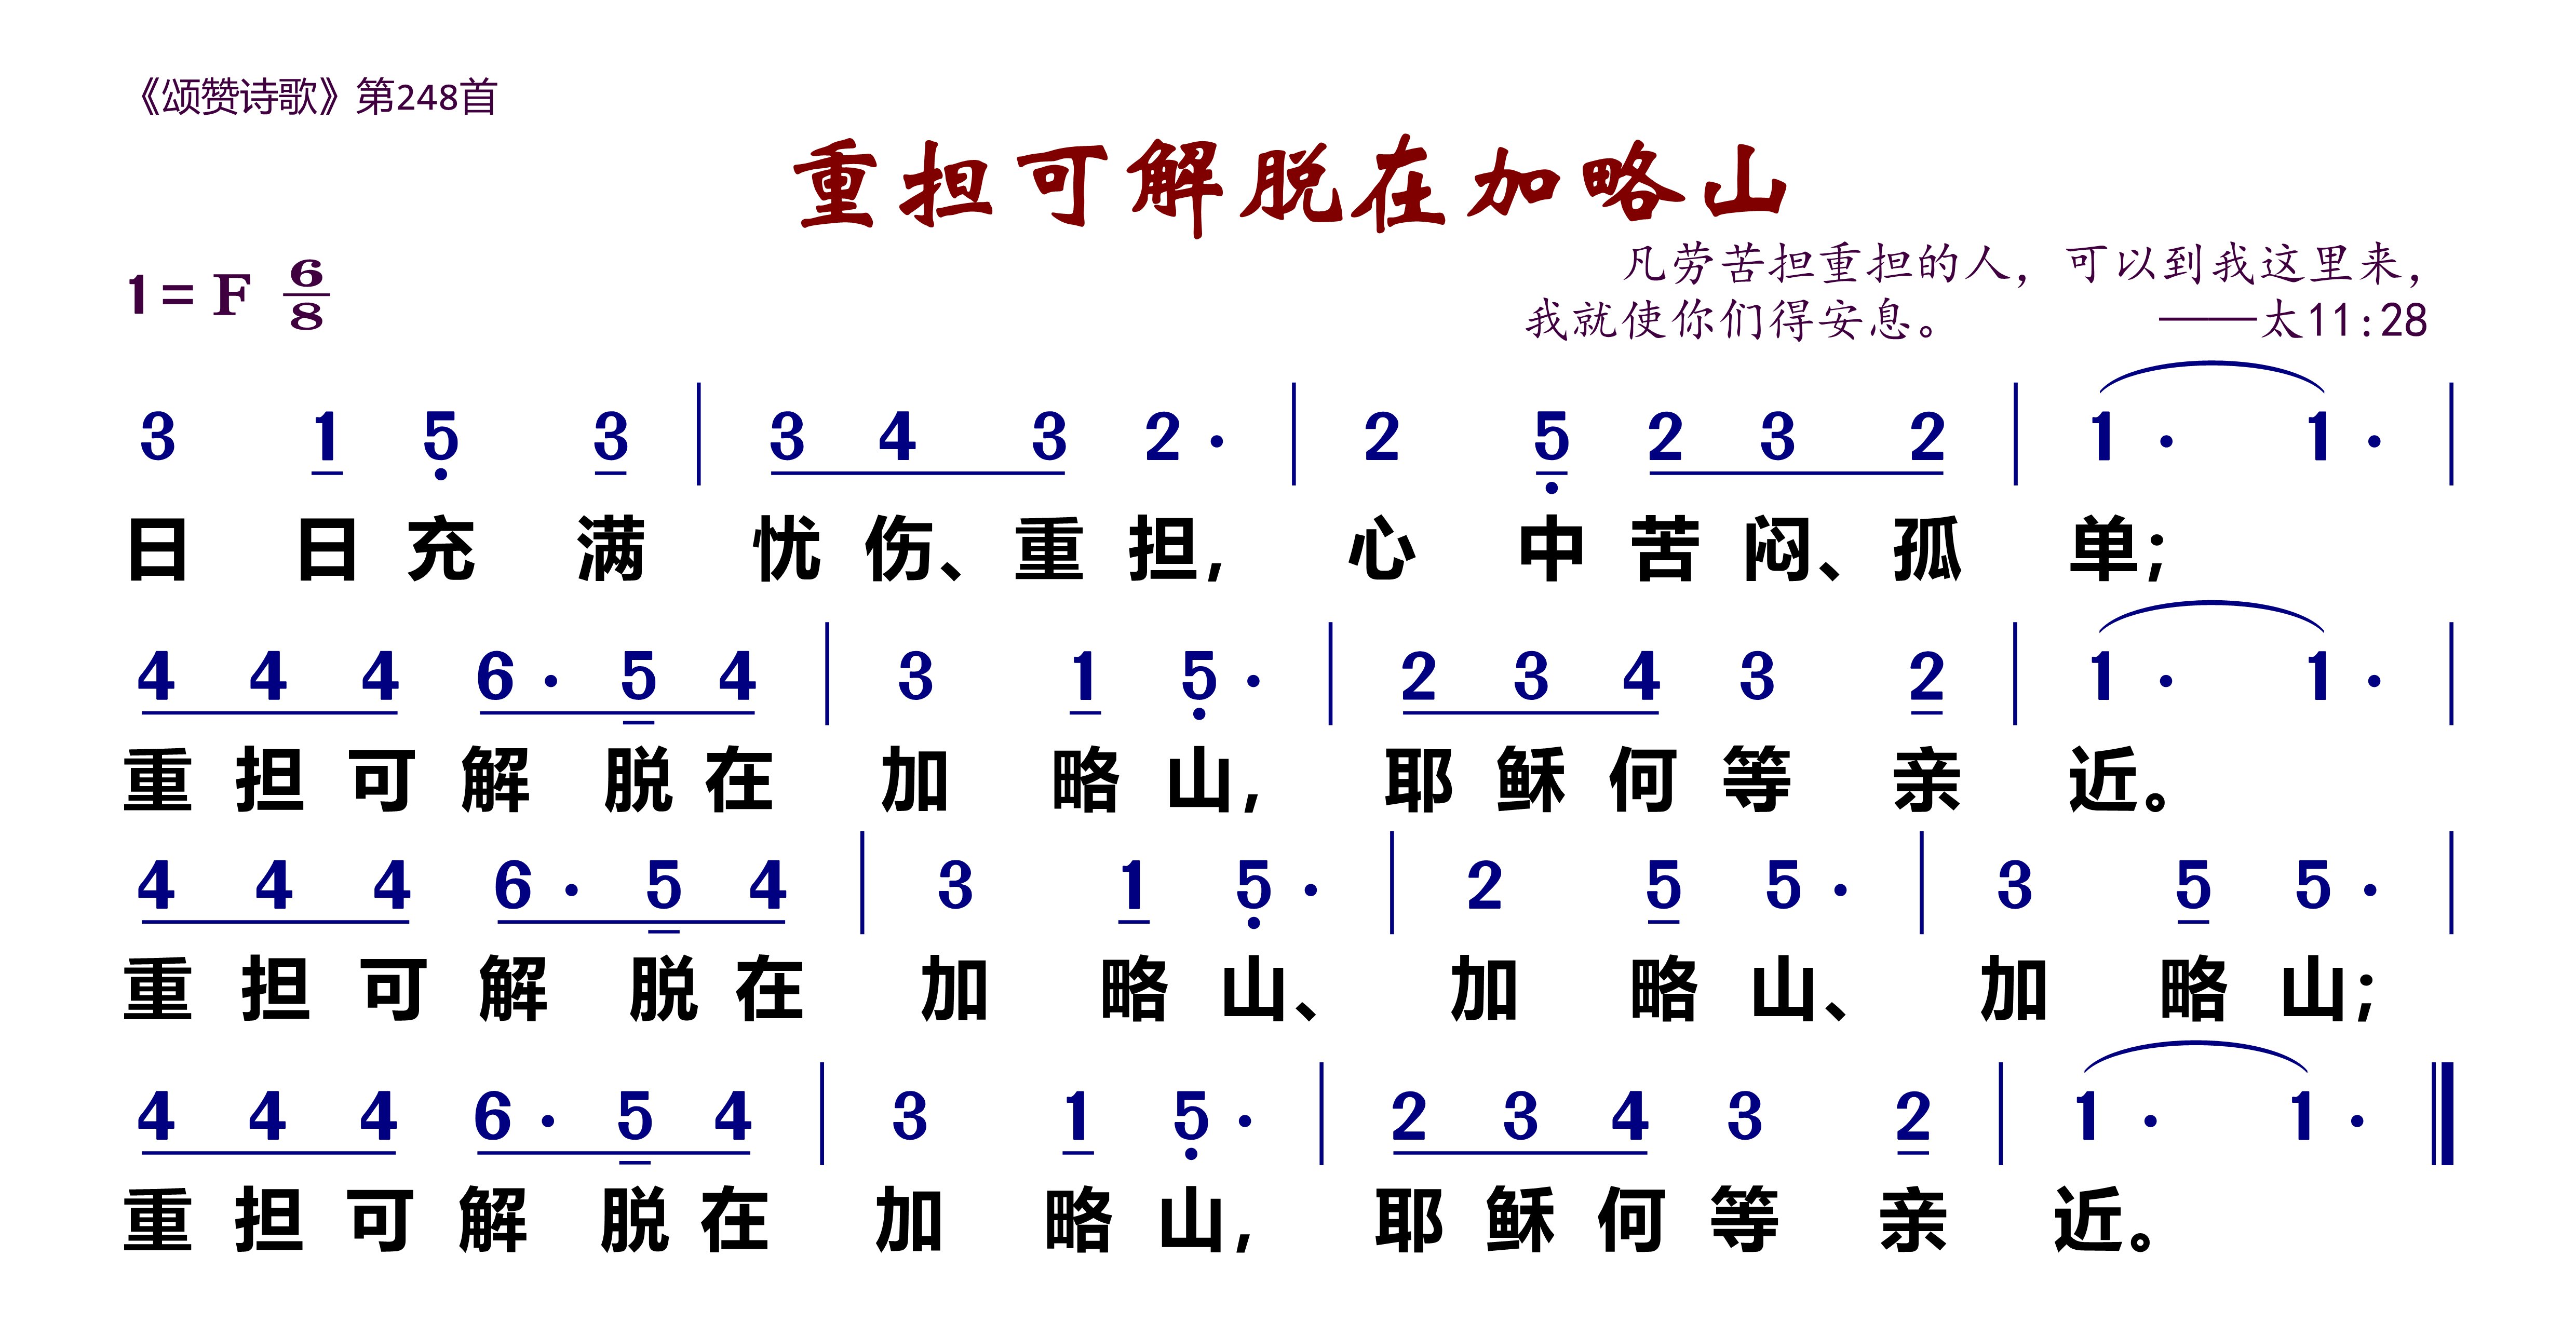 《颂赞诗歌》第248首
重担可解脱在加略山
1= F 6/8
凡劳苦担重担的人，可以到我这里来，
我就使你们得安息。 ——太11:28
3 1 5 3 | 3 4 3 2· | 2 5 2 3 2 | 1· 1· |
日日充满忧伤、重担，心中苦闷、孤单；
4 4 4 6· 5 4 | 3 1 5· | 2 3 4 3 2 | 1· 1· |
重担可解脱在加略山，耶稣何等亲近。
4 4 4 6· 5 4 | 3 1 5· | 2 5 5· | 3 5 5· |
重担可解脱在加略山、加略山、加略山；
4 4 4 6· 5 4 | 3 1 5· | 2 3 4 3 2 | 1· 1· ‖
重担可解脱在加略山，耶稣何等亲近。